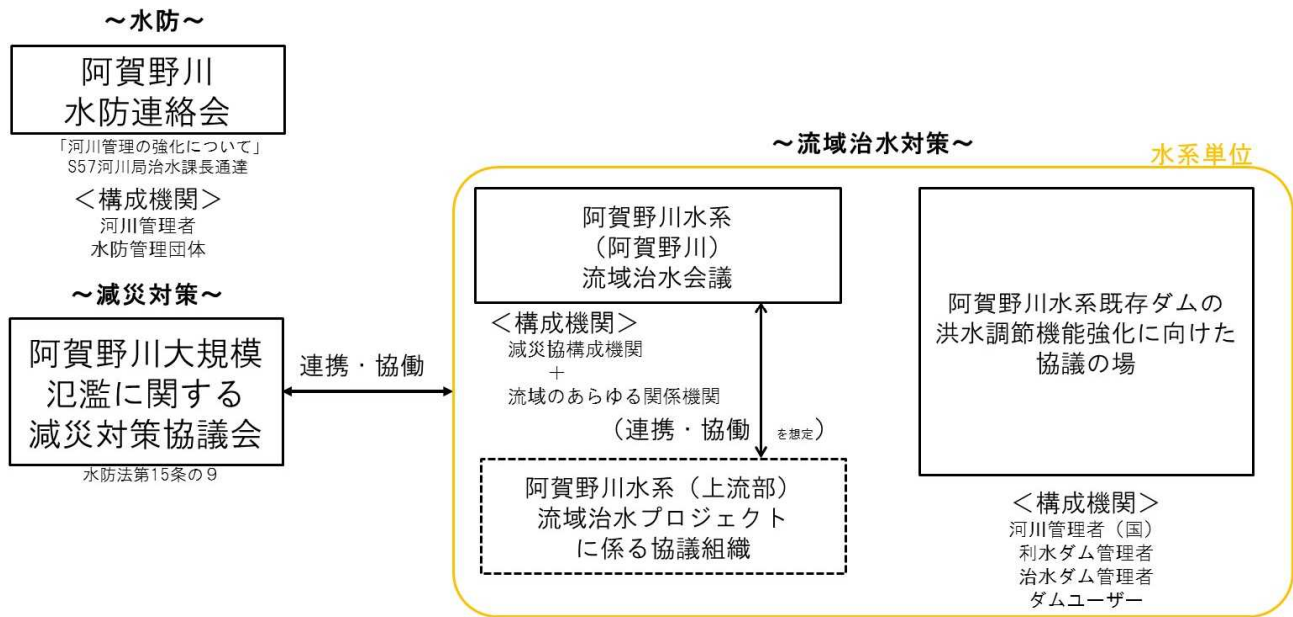 ～水防～
阿賀野川
水防連絡会
「河川管理の強化について」
S57河川局治水課長通達
＜構成機関＞
河川管理者
水防管理団体
～減災対策～
阿賀野川大規模
氾濫に関する
減災対策協議会
水防法第15条の９
連携・協働
～流域治水対策～
水系単位
阿賀野川水系
（阿賀野川）
流域治水会議
＜構成機関＞
減災協構成機関
＋
流域のあらゆる関係機関
（連携・協働 を想定）
阿賀野川水系（上流部）
流域治水プロジェクト
に係る協議組織
阿賀野川水系既存ダムの
洪水調節機能強化に向けた
協議の場
＜構成機関＞
河川管理者（国）
利水ダム管理者
治水ダム管理者
ダムユーザー